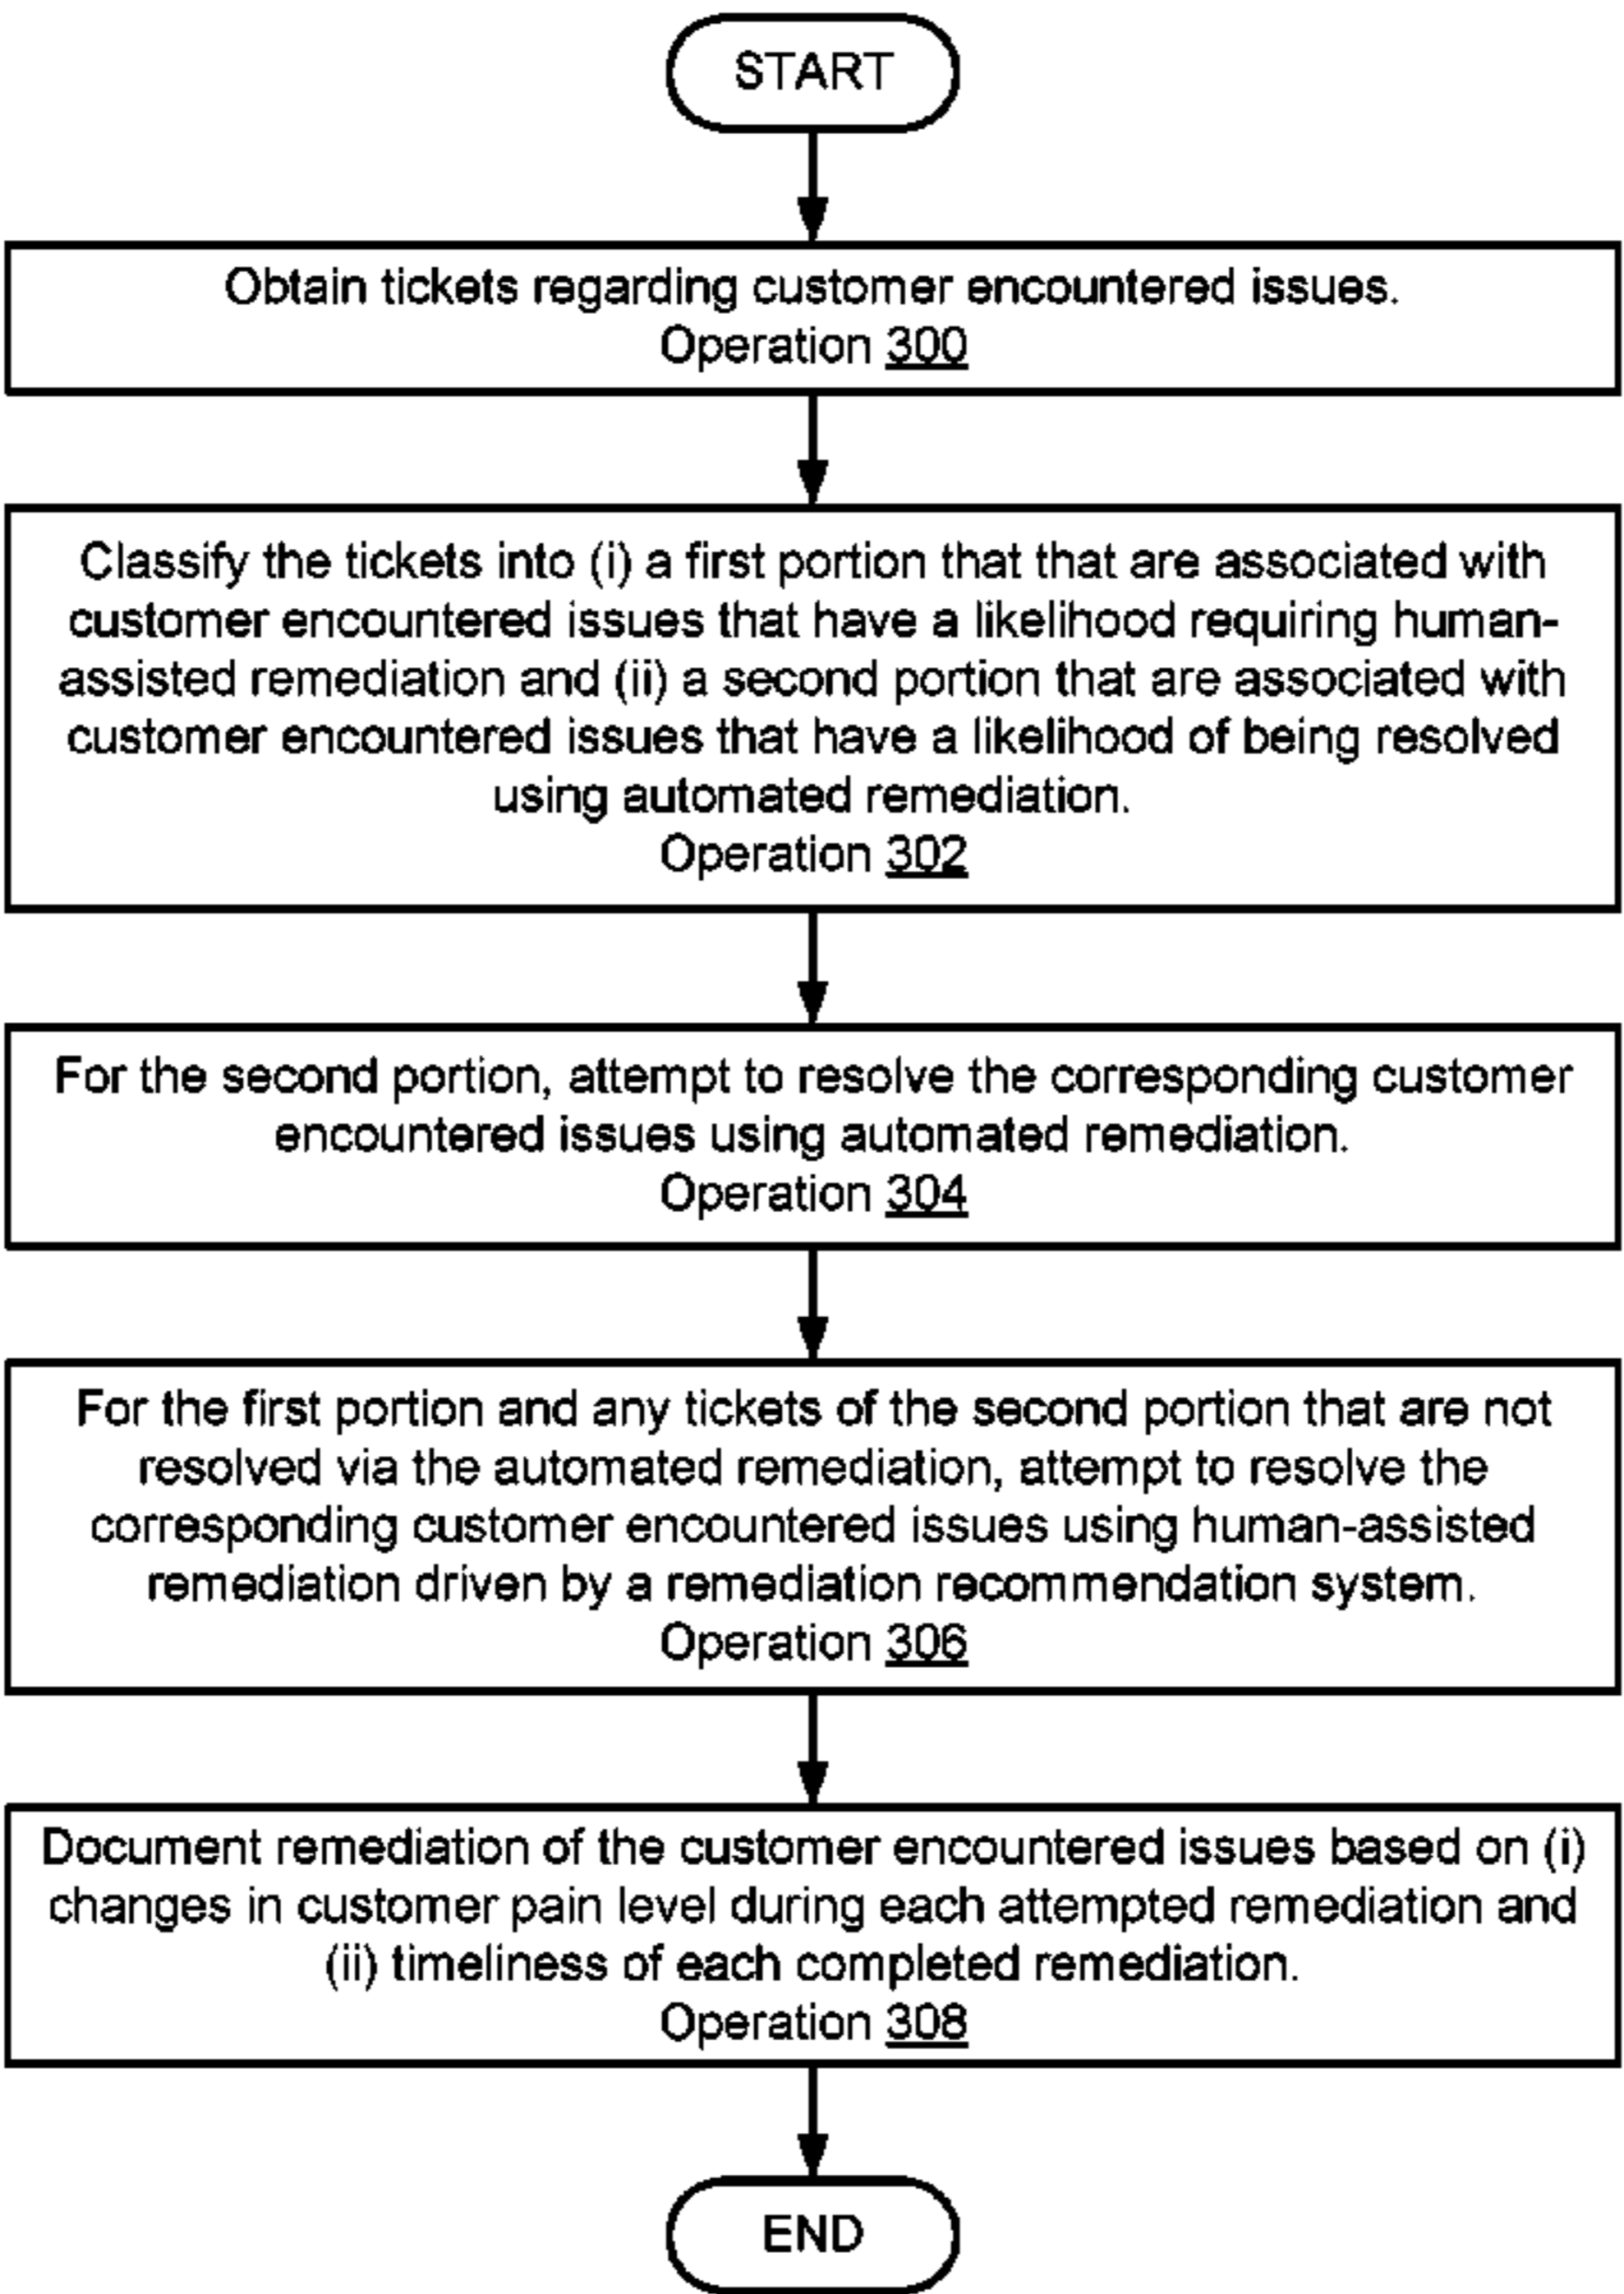 START
Obtain tickets regarding customer encountered issues.
Operation 300
Classify the tickets into (i) a first portion that that are associated with
customer encountered issues that have a likelihood requiring human-
assisted remediation and (ii) a second portion that are associated with
customer encountered issues that have a likelihood of being resolved
using automated remediation.
Operation 302
For the second portion, attempt to resolve the corresponding customer
encountered issues using automated remediation.
Operation 304
For the first portion and any tickets of the second portion that are not
resolved via the automated remediation, attempt to resolve the
corresponding customer encountered issues using human-assisted
remediation driven by a remediation recommendation system.
Operation 306
Document remediation of the customer encountered issues based on (i)
changes in customer pain level during each attempted remediation and
(ii) timeliness of each completed remediation.
Operation 308
END